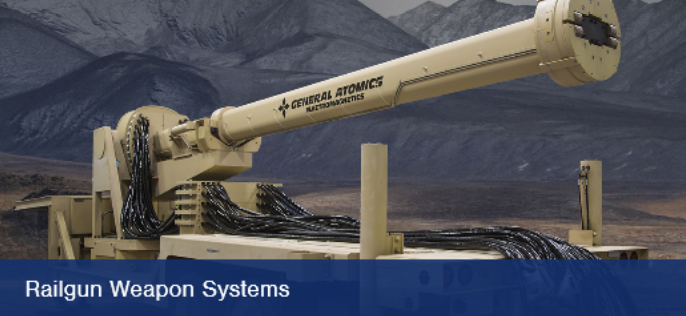 GENERAL ATOMICS
ELECTROMAGNETICS
Railgun Weapon Systems